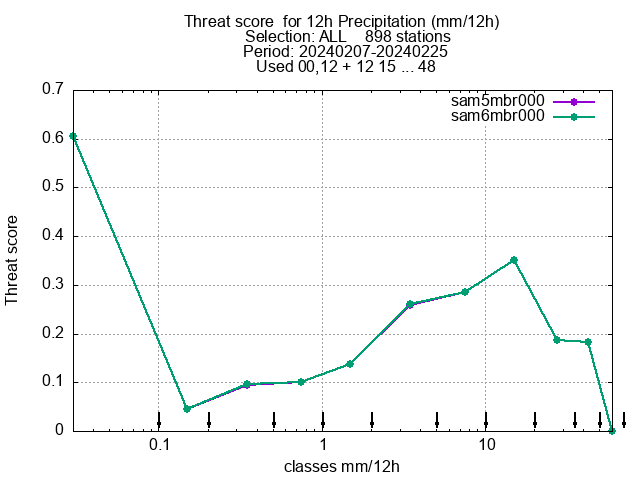 Threat score  for 12h Precipitation (mm/12h)
Selection: ALL    898 stations
Period: 20240207-20240225
Used 00,12 + 12 15 ... 48
sam5mbr000
sam6mbr000
0.7
0.6
0.5
0.4
0.3
0.2
0.1
0
Threat score
0.1 1 10
classes mm/12h